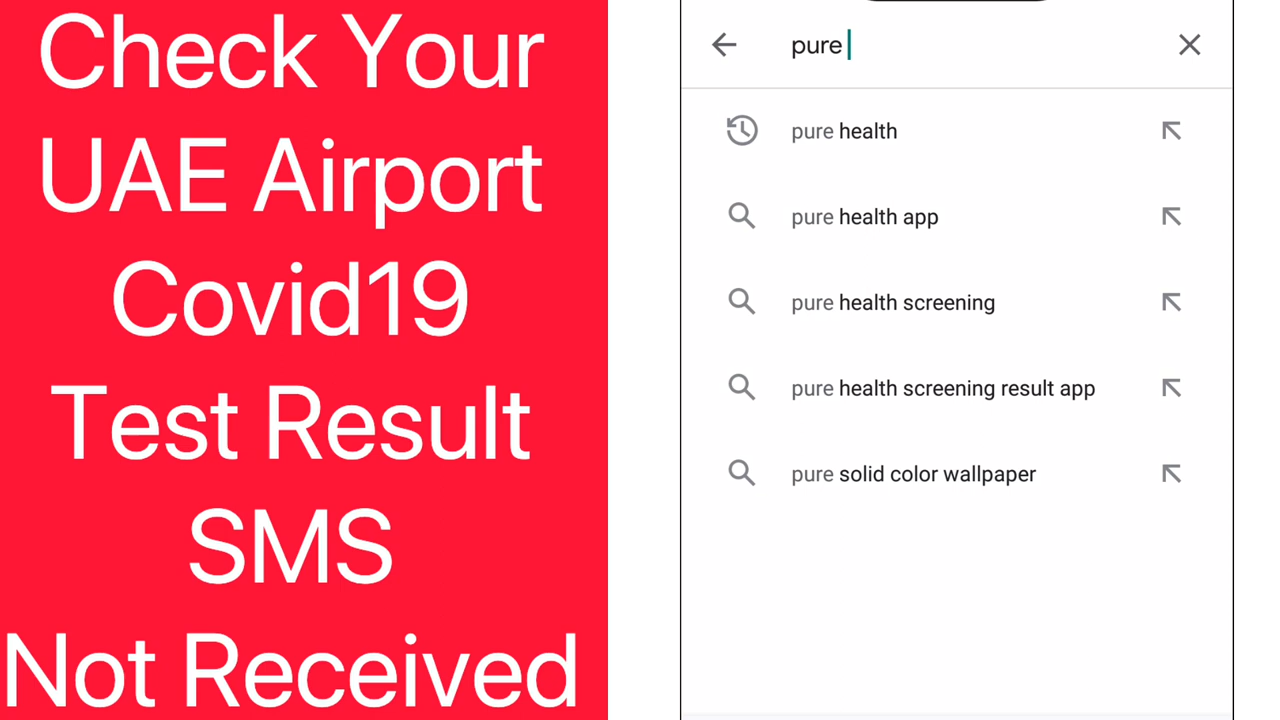 Check Your
UAE Airport
Covid19
Test Result
SMS
Not Received
pure
pure health
pure health app
pure health screening
pure health screening result app
pure solid color wallpaper